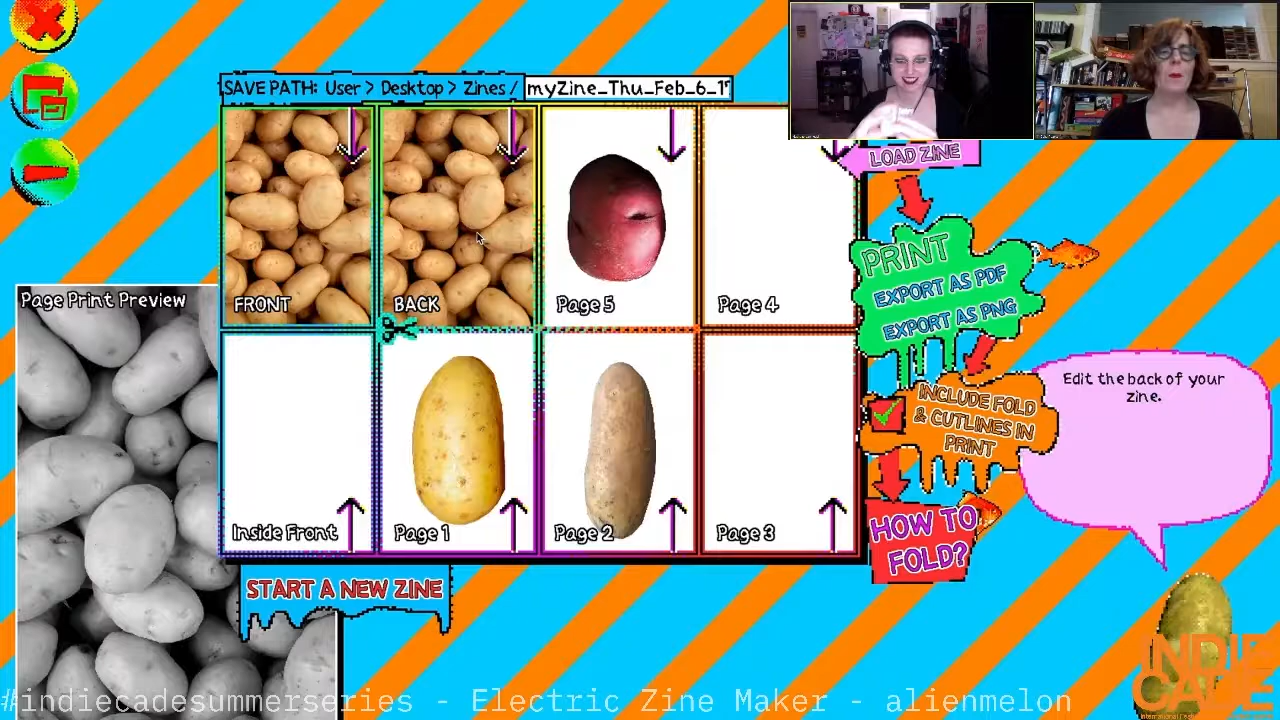 SAVE PATH: User > Desktop > Zines / myZine_Thu_Feb_6_1
LOAD ZINE
FRONT
BACK
Page 5
Page 4
PRINT
EXPORT AS PDF
EXPORT AS PNG
Page Print Preview
Edit the back of your
zine.
INCLUDE FOLD
& CUTLINES IN
PRINT
Inside Front
Page 1
Page 2
Page 3
HOW TO
FOLD?
START A NEW ZINE
INDIE
CADE
#indiecadesummerseries - Electric Zine Maker - alienmelon